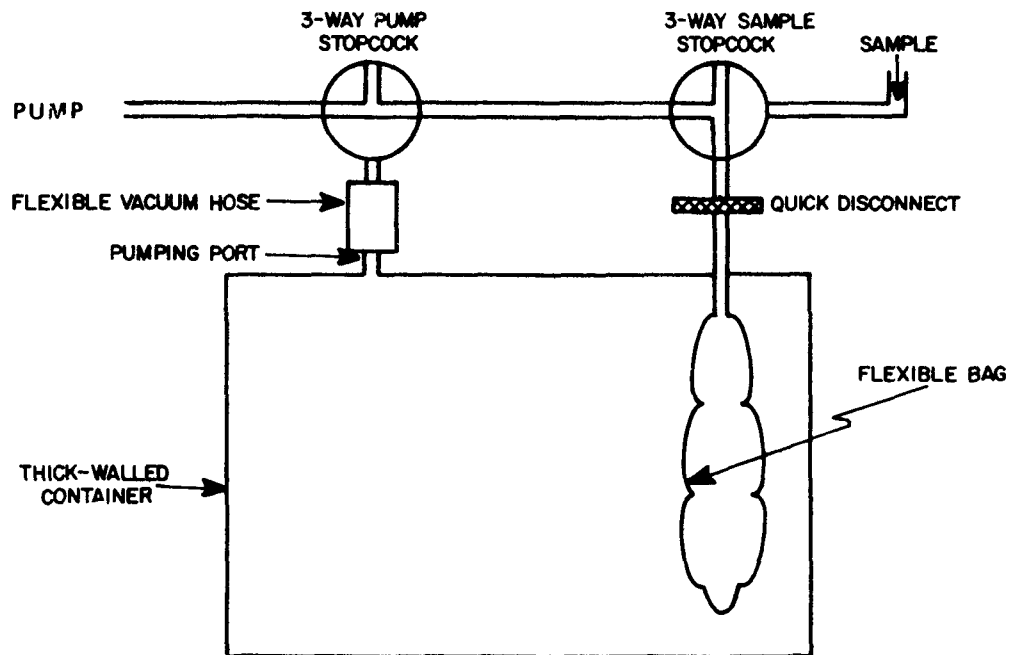 3-WAY PUMP
STOPCOCK
3-WAY SAMPLE
STOPCOCK
SAMPLE
PUMP
FLEXIBLE VACUUM HOSE
QUICK DISCONNECT
PUMPING PORT
FLEXIBLE BAG
THICK-WALLED
CONTAINER